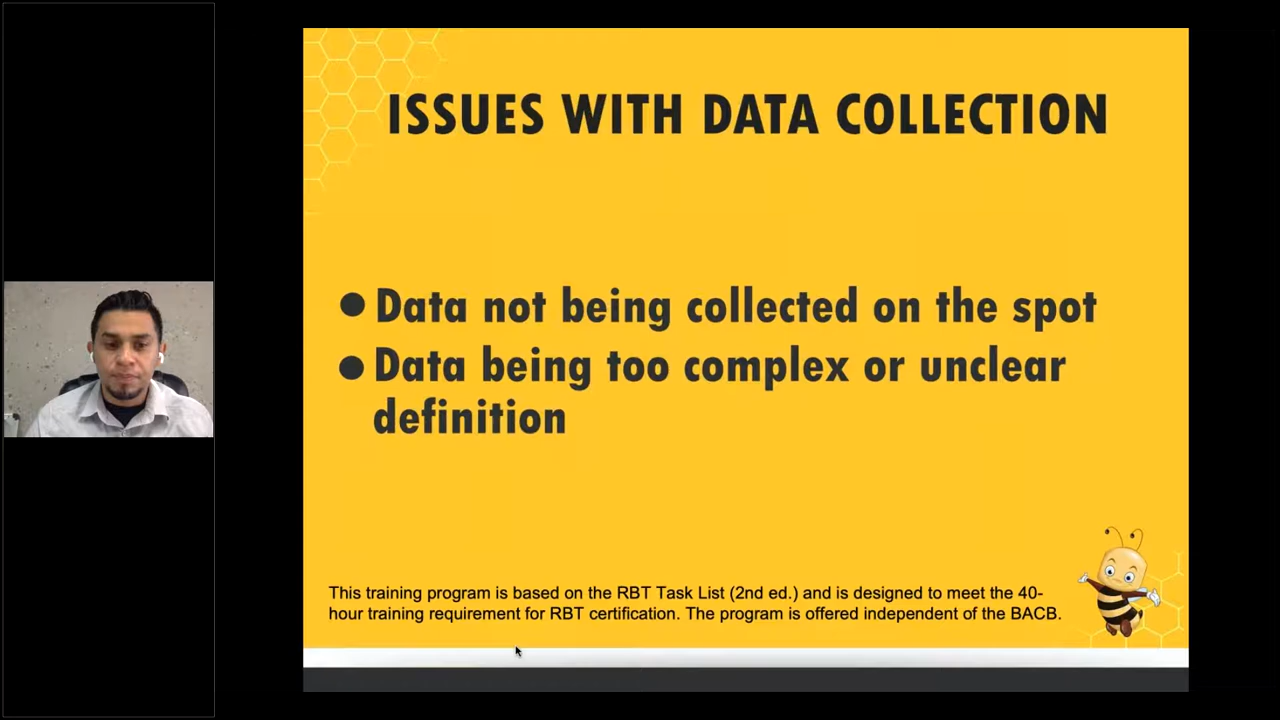 ISSUES WITH DATA COLLECTION
● Data not being collected on the spot
● Data being too complex or unclear
definition
This training program is based on the RBT Task List (2nd ed.) and is designed to meet the 40-
hour training requirement for RBT certification. The program is offered independent of the BACB.